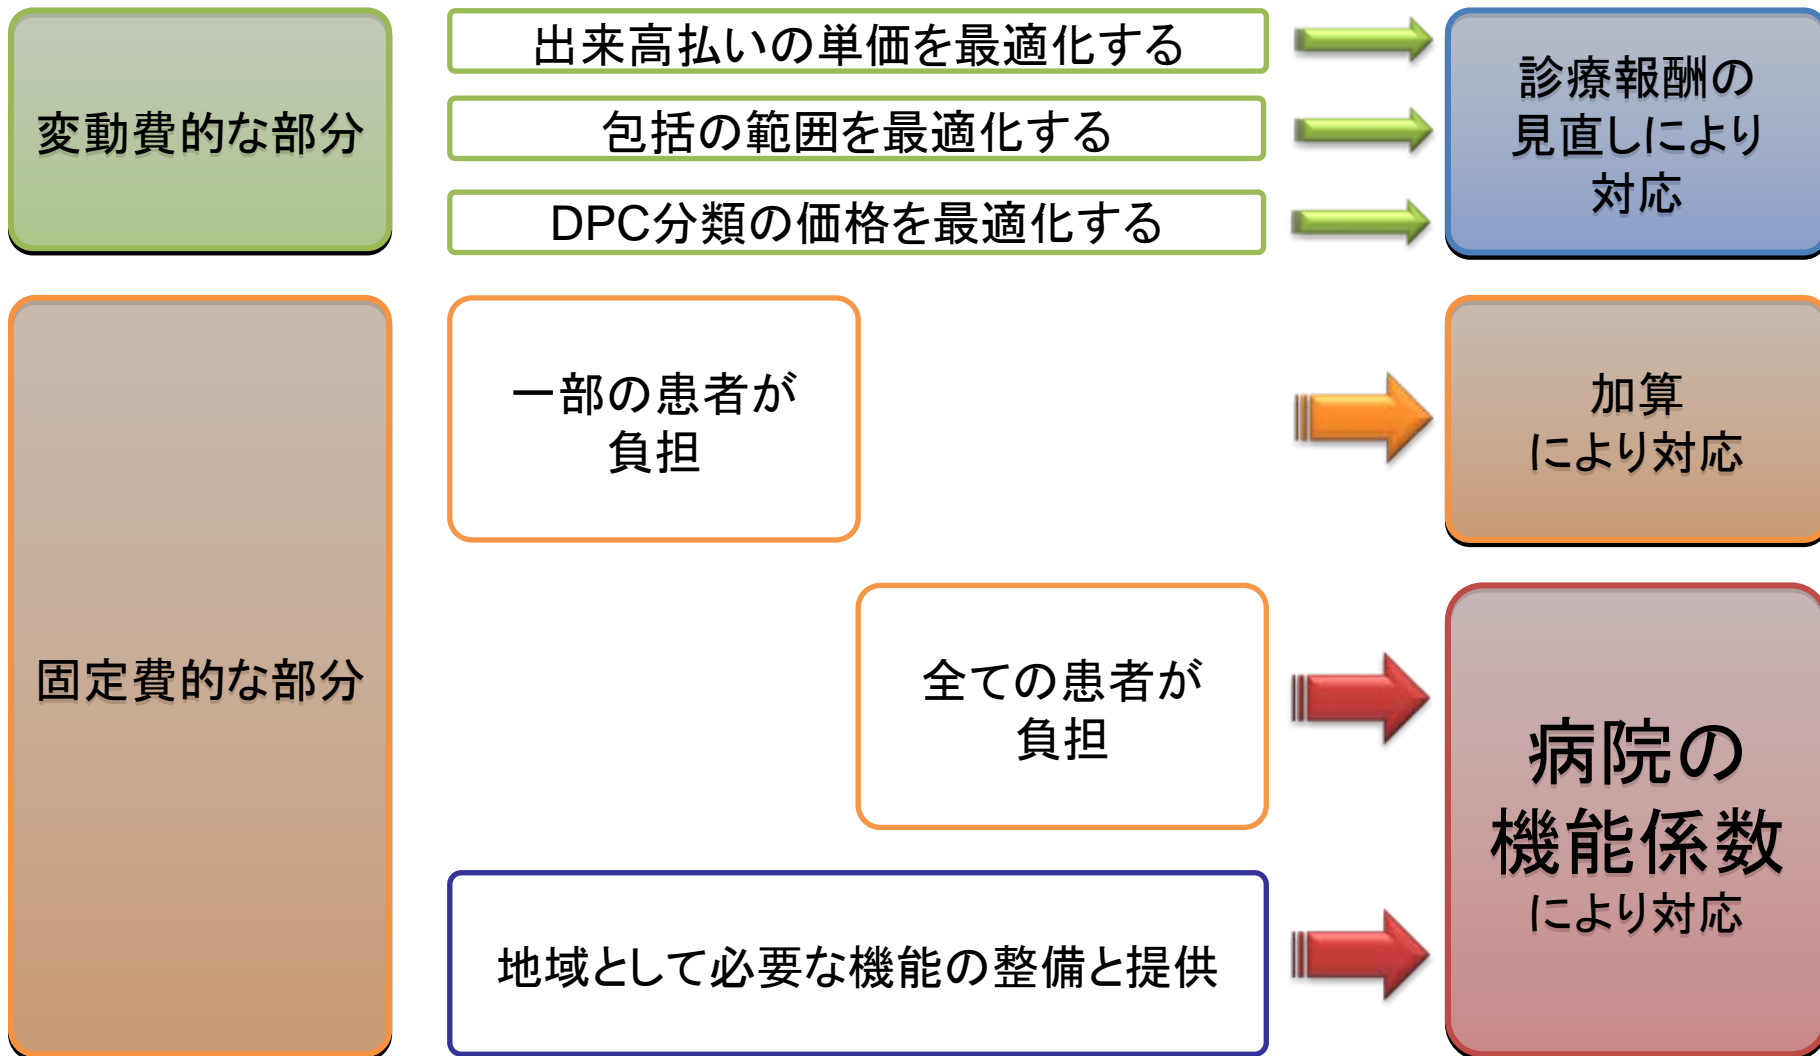 変動費的な部分
出来高払いの単価を最適化する
包括の範囲を最適化する
DPC分類の価格を最適化する
診療報酬の
見直しにより
対応
固定費的な部分
一部の患者が
負担
加算
により対応
全ての患者が
負担
地域として必要な機能の整備と提供
病院の
機能係数
により対応